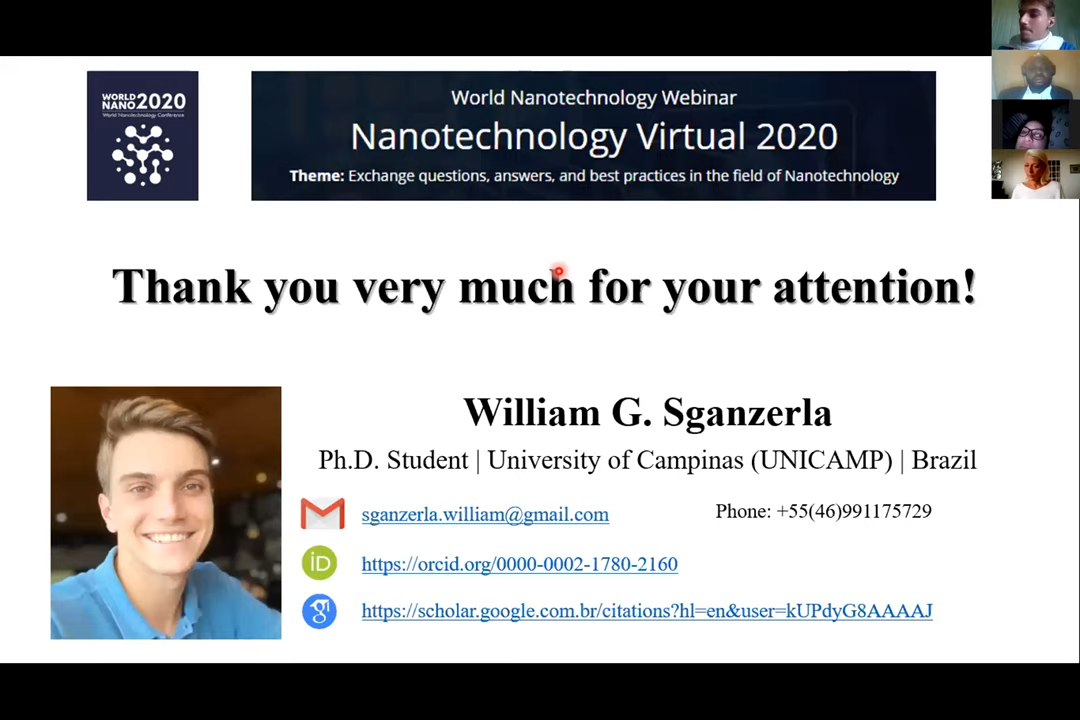 WORLD
NANO2020
World Nanotechnology Conference
World Nanotechnology Webinar
Nanotechnology Virtual 2020
Theme: Exchange questions, answers, and best practices in the field of Nanotechnology
Thank you very much for your attention!
William G. Sganzerla
Ph.D. Student | University of Campinas (UNICAMP) | Brazil
sganzerla.william@gmail.com
Phone: +55(46)991175729
iD
https://orcid.org/0000-0002-1780-2160
g
https://scholar.google.com.br/citations?hl=en&user=kUPdyG8AAAAJ